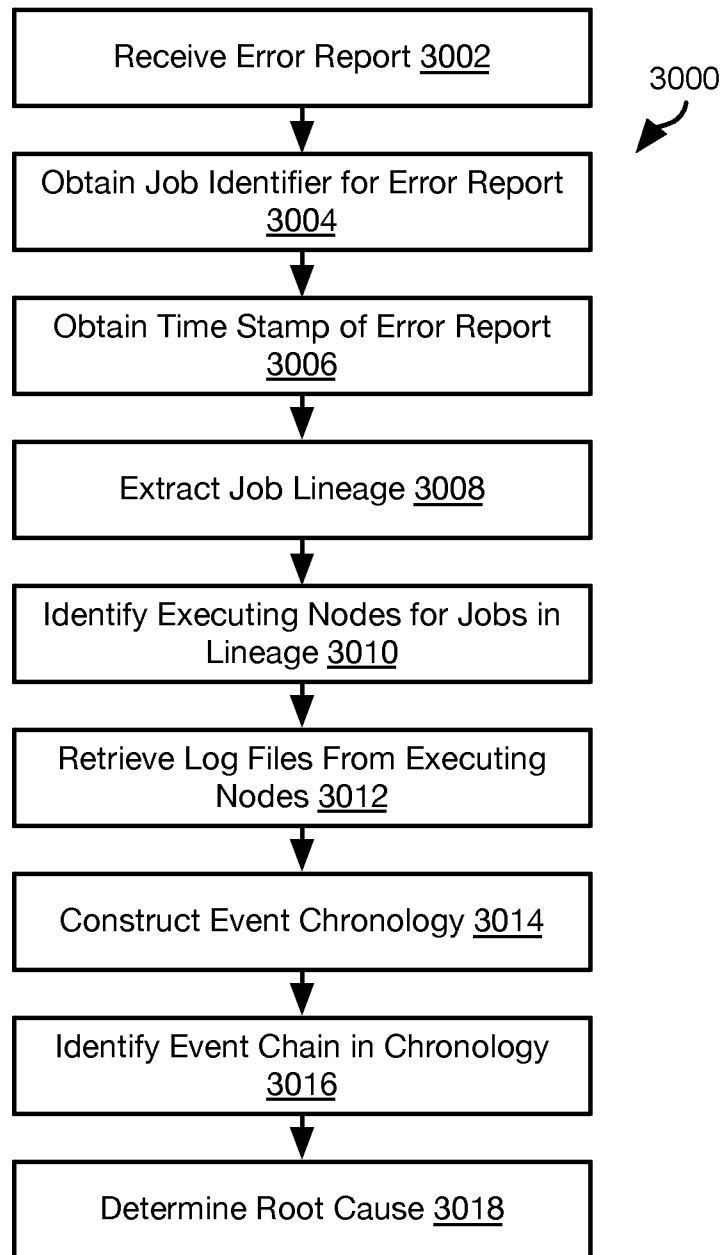 Receive Error Report 3002
3000
Obtain Job Identifier for Error Report
3004
Obtain Time Stamp of Error Report
3006
Extract Job Lineage 3008
Identify Executing Nodes for Jobs in
Lineage 3010
Retrieve Log Files From Executing
Nodes 3012
Construct Event Chronology 3014
Identify Event Chain in Chronology
3016
Determine Root Cause 3018